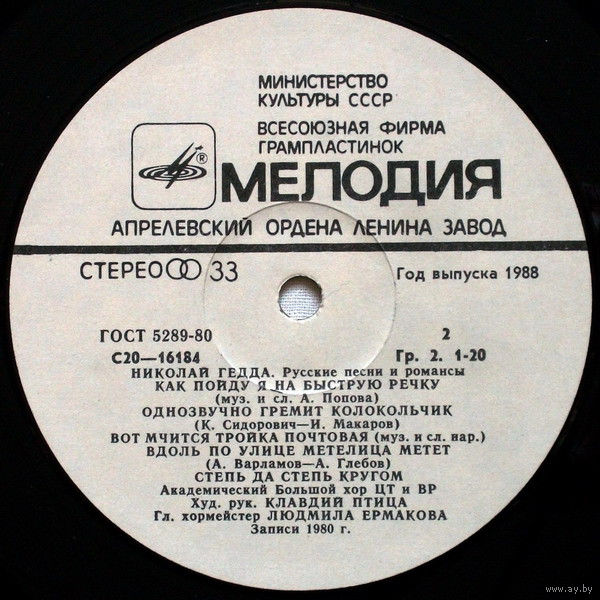 МИНИСТЕРСТВО
КУЛЬТУРЫ СССР
ВСЕСОЮЗНАЯ ФИРМА
ГРАМПЛАСТИНОК
®
МЕЛОДИЯ
АПРЕЛЕВСКИЙ ОРДЕНА ЛЕНИНА ЗАВОД
СТЕРЕО 33
Год выпуска 1988
ГОСТ 5289-80
2
С20—16184
Гр. 2. 1-20
НИКОЛАЙ ГЕДДА. Русские песни и романсы
КАК ПОЙДУ Я НА БЫСТРУЮ РЕЧКУ
(муз. и сл. А. Попова)
ОДНОЗВУЧНО ГРЕМИТ КОЛОКОЛЬЧИК
(К. Сидорович—И. Макаров)
ВОТ МЧИТСЯ ТРОЙКА ПОЧТОВАЯ (муз. и сл. нар.)
ВДОЛЬ ПО УЛИЦЕ МЕТЕЛИЦА МЕТЕТ
(А. Варламов—А. Глебов)
СТЕПЬ ДА СТЕПЬ КРУГОМ
Академический Большой хор ЦТ и ВР
Худ. рук. КЛАВДИЙ ПТИЦА
Гл. хормейстер ЛЮДМИЛА ЕРМАКОВА
Записи 1980 г.
www.ay.by